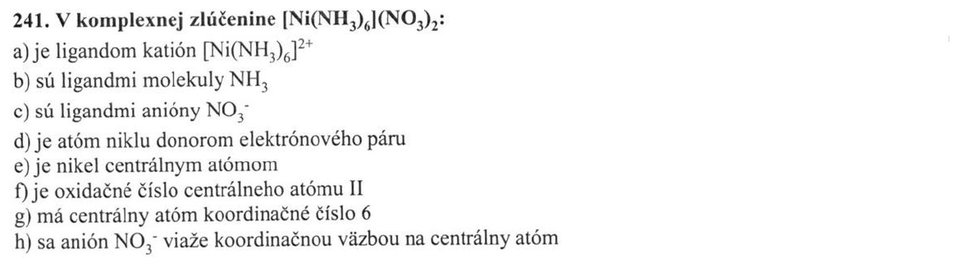 241. V komplexnej zlúčenine [Ni(NH₃)₆](NO₃)₂:
a) je ligandom katión [Ni(NH₃)₆]²⁺
b) sú ligandmi molekuly NH₃
c) sú ligandmi anióny NO₃⁻
d) je atóm niklu donorom elektrónového páru
e) je nikel centrálnym atómom
f) je oxidačné číslo centrálneho atómu II
g) má centrálny atóm koordinačné číslo 6
h) sa anión NO₃⁻ viaže koordinačnou väzbou na centrálny atóm